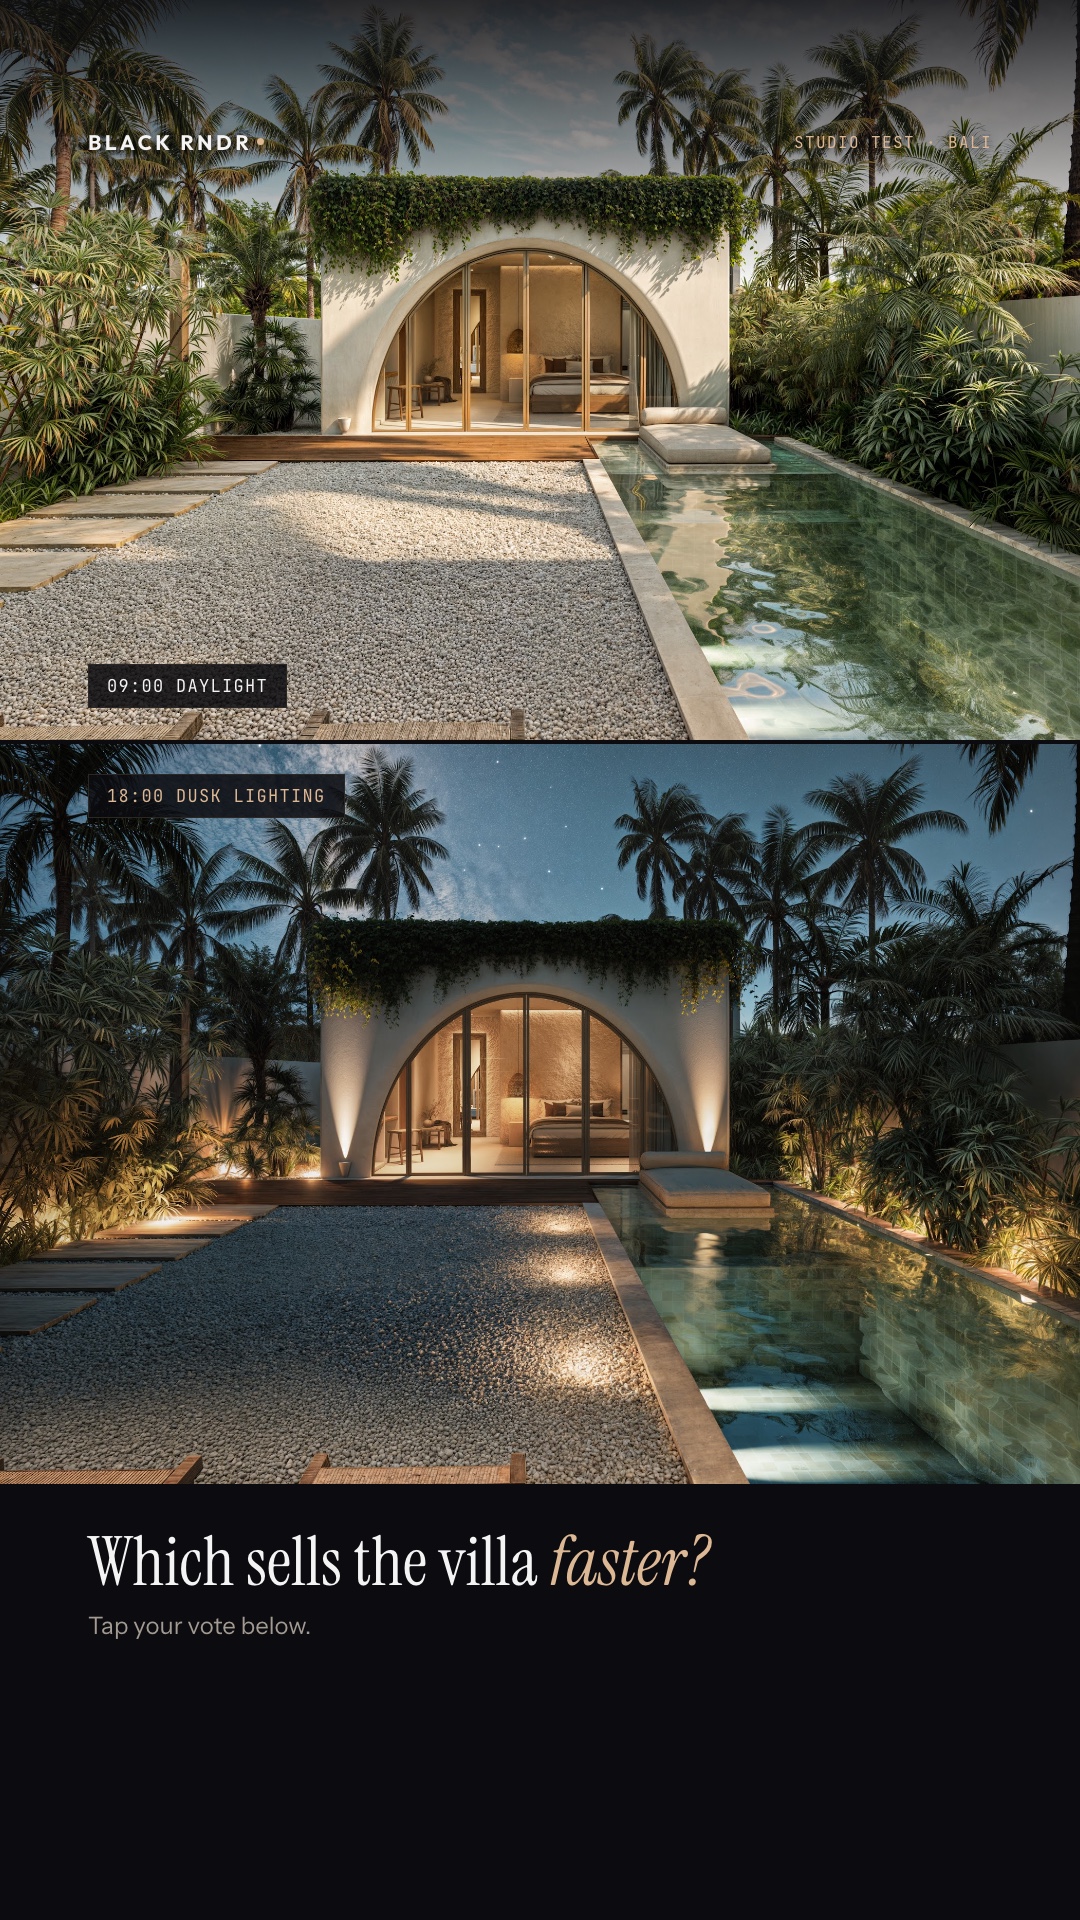 BLACK RNDR
STUDIO TEST · BALI
09:00 DAYLIGHT
18:00 DUSK LIGHTING
Which sells the villa faster?
Tap your vote below.